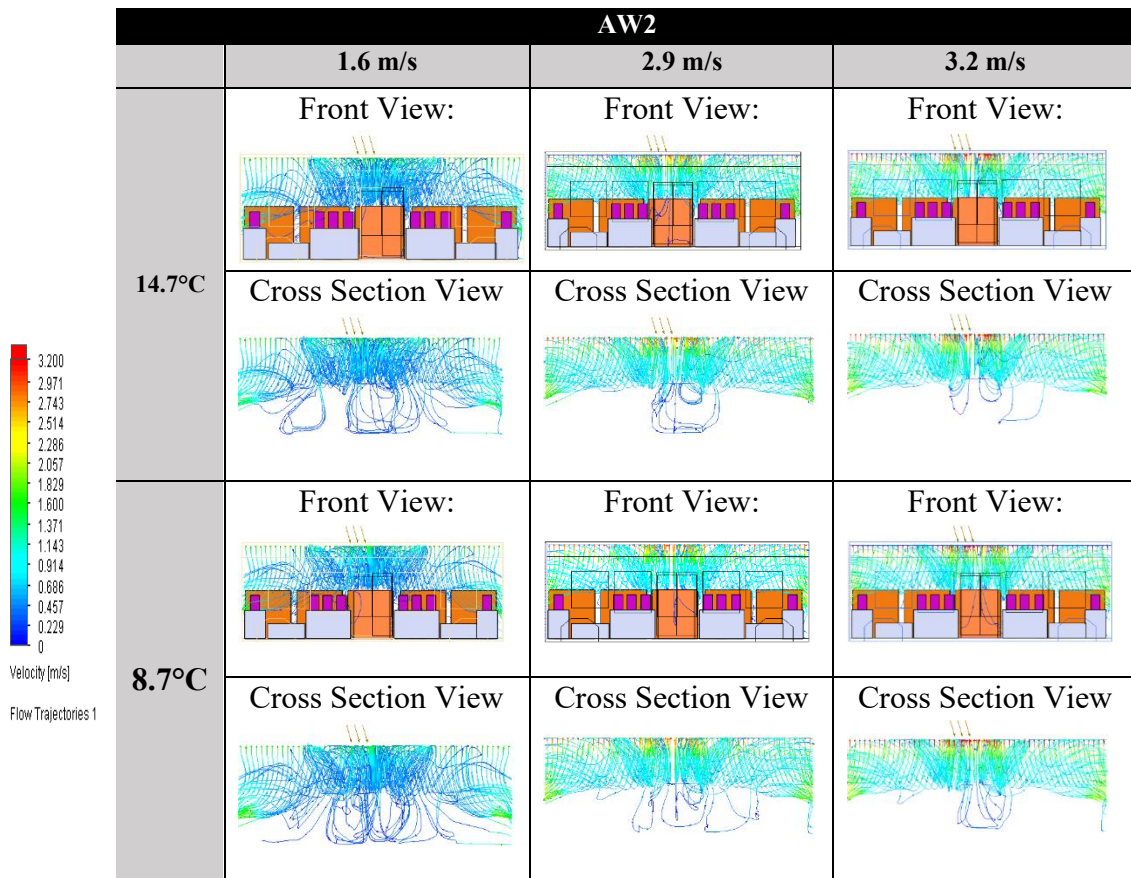 AW2
1.6 m/s 2.9 m/s 3.2 m/s
14.7°C
Front View: Front View: Front View:
Cross Section View Cross Section View Cross Section View
8.7°C
Front View: Front View: Front View:
Cross Section View Cross Section View Cross Section View
3.200
2.971
2.743
2.514
2.286
2.057
1.829
1.600
1.371
1.143
0.914
0.686
0.457
0.229
0
Velocity [m/s]
Flow Trajectories 1